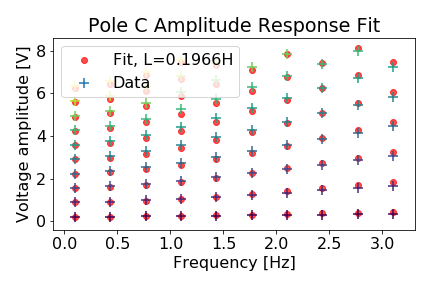 Pole C Amplitude Response Fit
Fit, L=0.1966H
Data
Voltage amplitude [V]
8
6
4
2
0
0.0 0.5 1.0 1.5 2.0 2.5 3.0
Frequency [Hz]